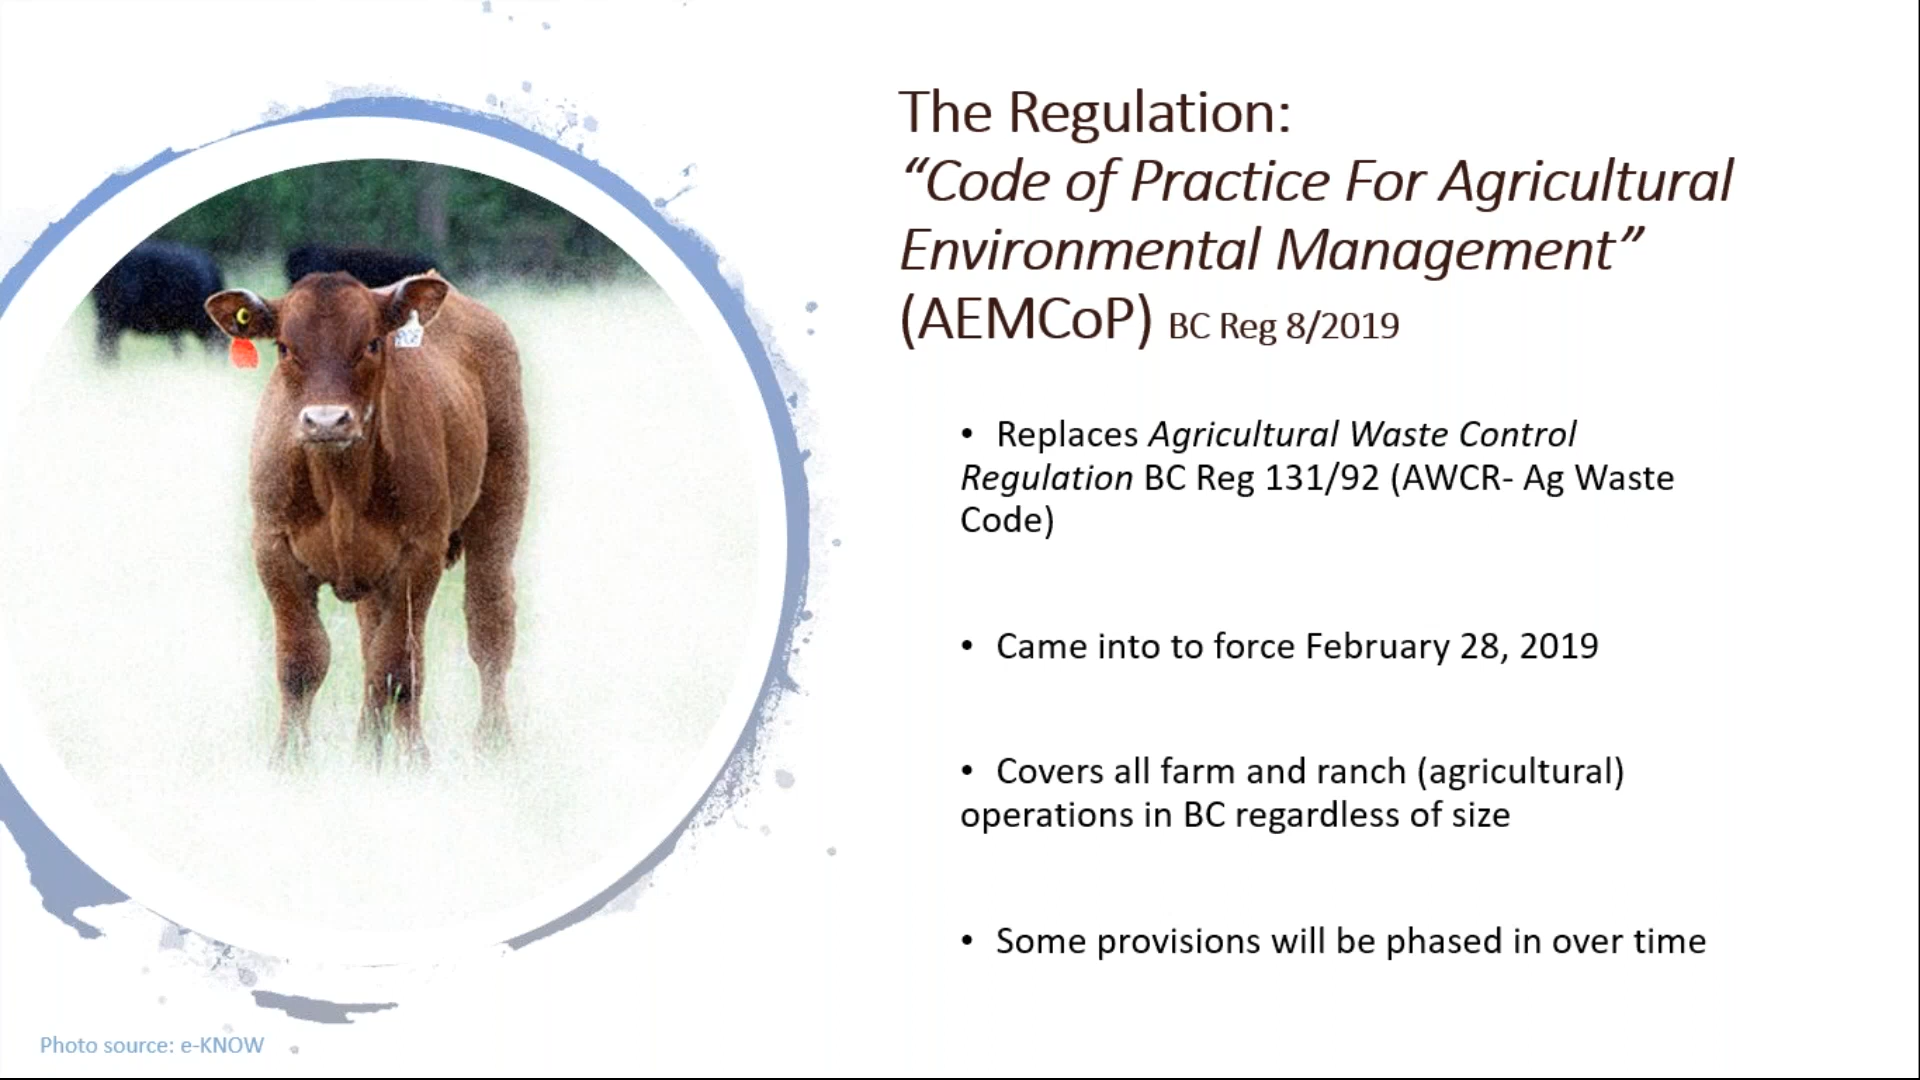 The Regulation:
“Code of Practice For Agricultural
Environmental Management”
(AEMCoP) BC Reg 8/2019
• Replaces Agricultural Waste Control
Regulation BC Reg 131/92 (AWCR- Ag Waste
Code)
• Came into to force February 28, 2019
• Covers all farm and ranch (agricultural)
operations in BC regardless of size
• Some provisions will be phased in over time
Photo source: e-KNOW